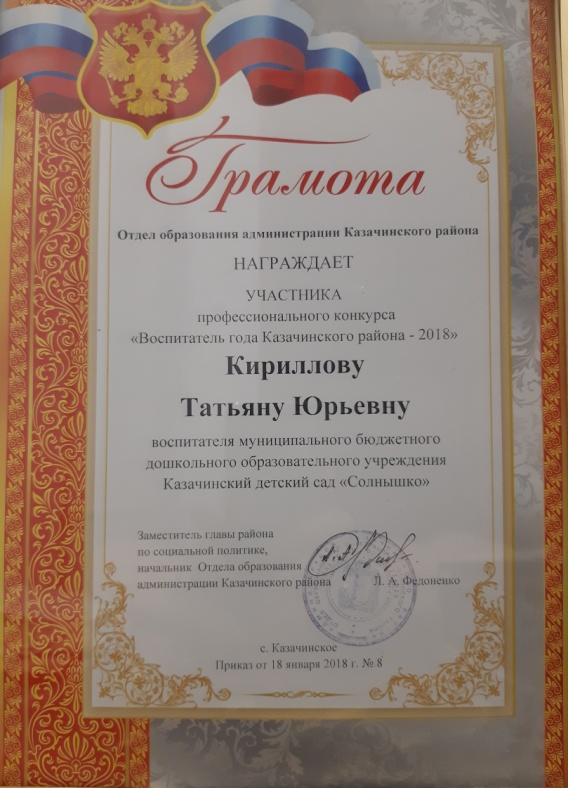 Грамота
Отдел образования администрации Казачинского района
НАГРАЖДАЕТ
УЧАСТНИКА
профессионального конкурса
«Воспитатель года Казачинского района - 2018»
Кириллову
Татьяну Юрьевну
воспитателя муниципального бюджетного
дошкольного образовательного учреждения
Казачинский детский сад «Солнышко»
Заместитель главы района
по социальной политике,
начальник Отдела образования
администрации Казачинского района Л. А. Федоненко
с. Казачинское
Приказ от 18 января 2018 г. № 8